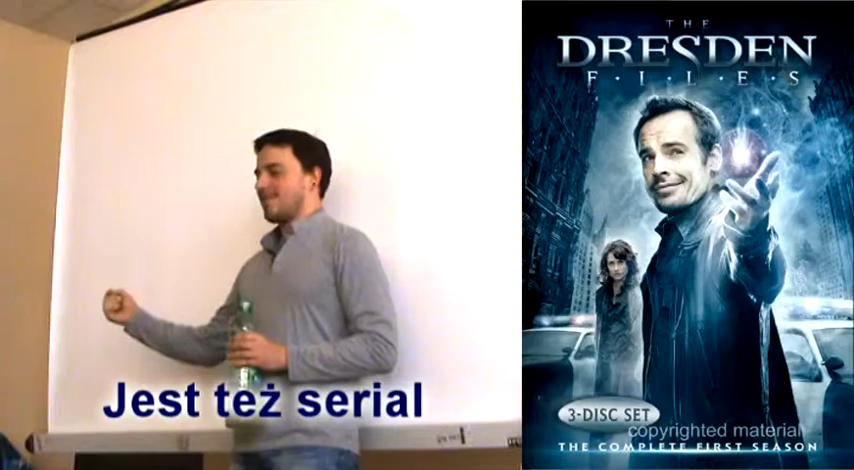 Jest też serial
THE
DRESDEN
F·I·L·E·S
3-DISC SET
copyrighted material
THE COMPLETE FIRST SEASON